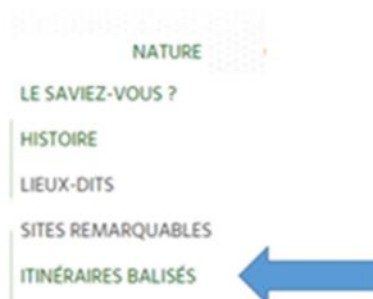 NATURE
LE SAVIEZ-VOUS ?
HISTOIRE
LIEUX-DITS
SITES REMARQUABLES
ITINÉRAIRES BALISÉS